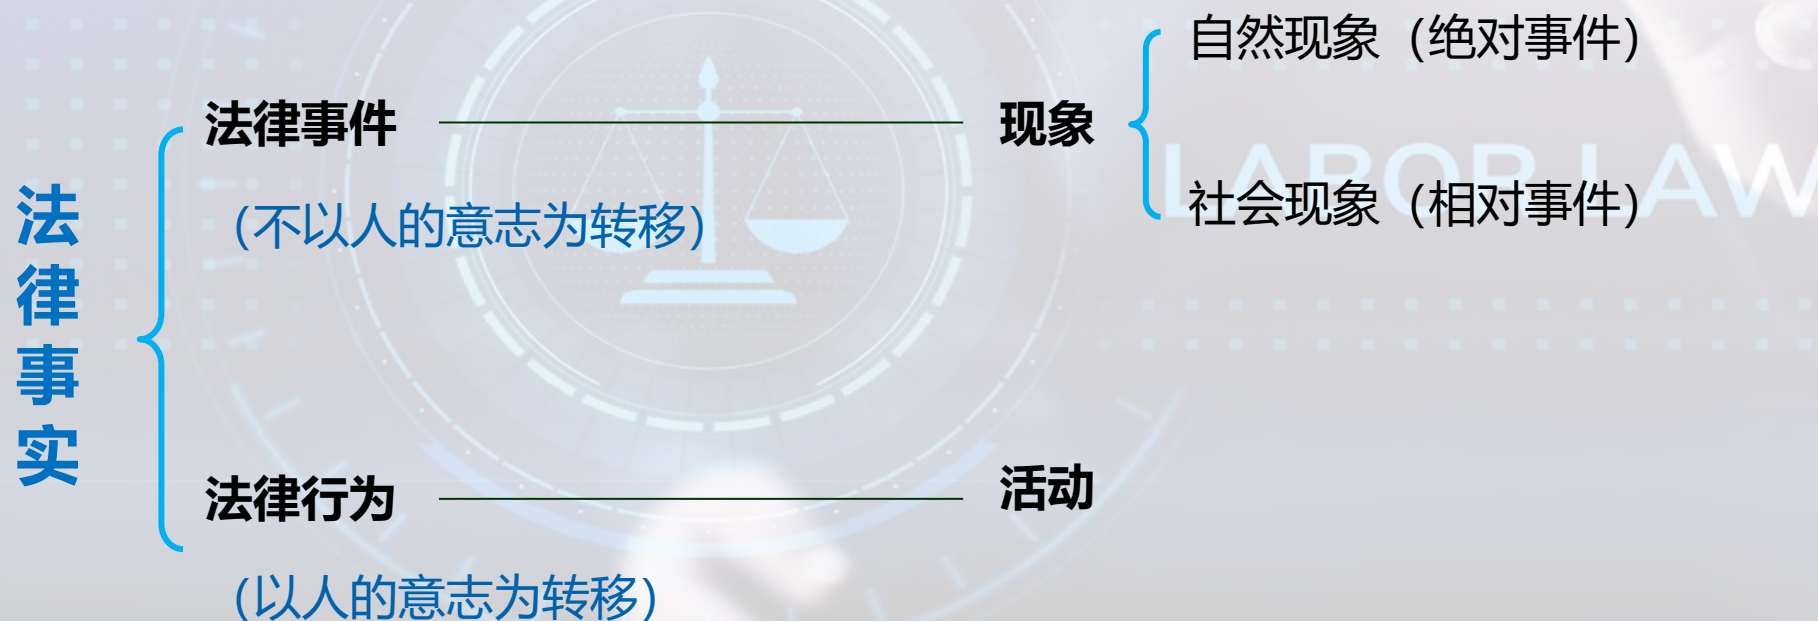 法律事实
法律事件
（不以人的意志为转移）
现象
自然现象（绝对事件）
社会现象（相对事件）
LABOR LAW
法律行为
（以人的意志为转移）
活动